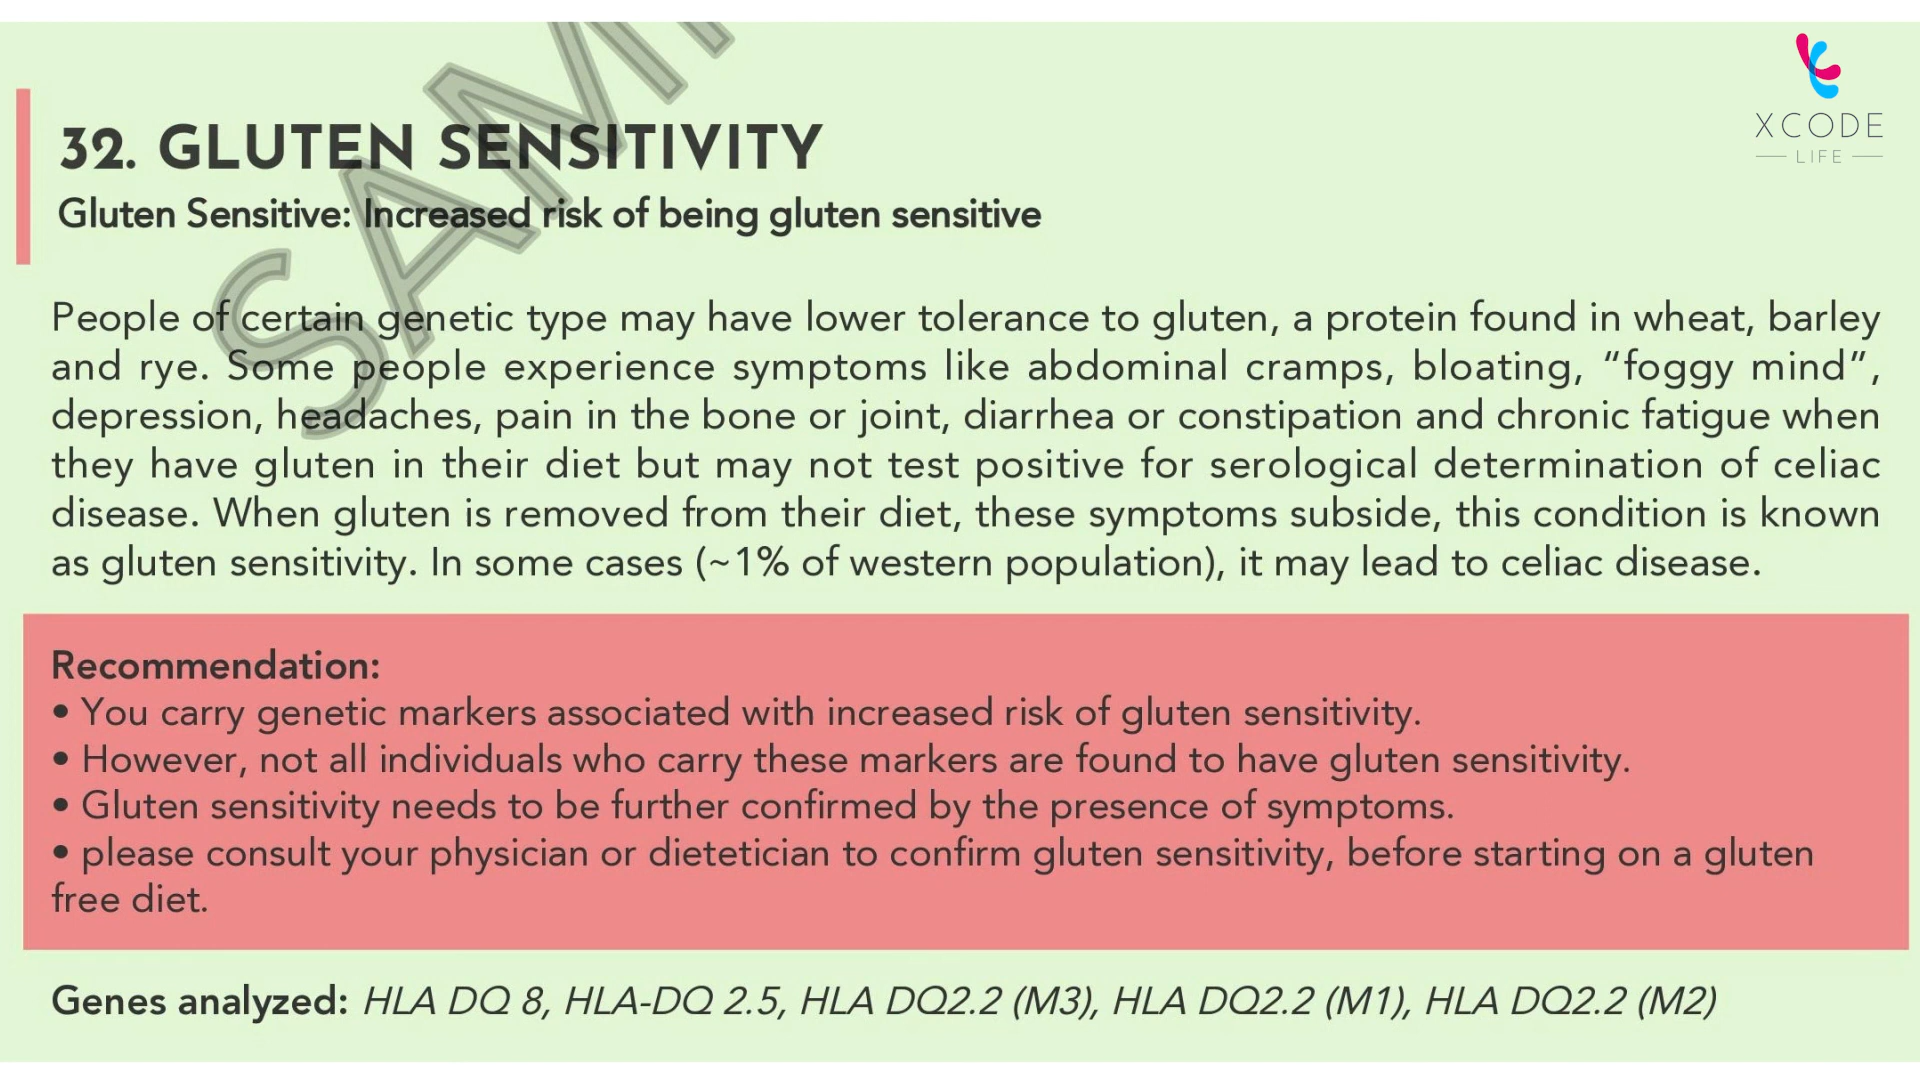 SAM
XCODE
LIFE
32. GLUTEN SENSITIVITY
Gluten Sensitive: Increased risk of being gluten sensitive
People of certain genetic type may have lower tolerance to gluten, a protein found in wheat, barley
and rye. Some people experience symptoms like abdominal cramps, bloating, “foggy mind”,
depression, headaches, pain in the bone or joint, diarrhea or constipation and chronic fatigue when
they have gluten in their diet but may not test positive for serological determination of celiac
disease. When gluten is removed from their diet, these symptoms subside, this condition is known
as gluten sensitivity. In some cases (~1% of western population), it may lead to celiac disease.
Recommendation:
• You carry genetic markers associated with increased risk of gluten sensitivity.
• However, not all individuals who carry these markers are found to have gluten sensitivity.
• Gluten sensitivity needs to be further confirmed by the presence of symptoms.
• please consult your physician or dietetician to confirm gluten sensitivity, before starting on a gluten
free diet.
Genes analyzed: HLA DQ 8, HLA-DQ 2.5, HLA DQ2.2 (M3), HLA DQ2.2 (M1), HLA DQ2.2 (M2)